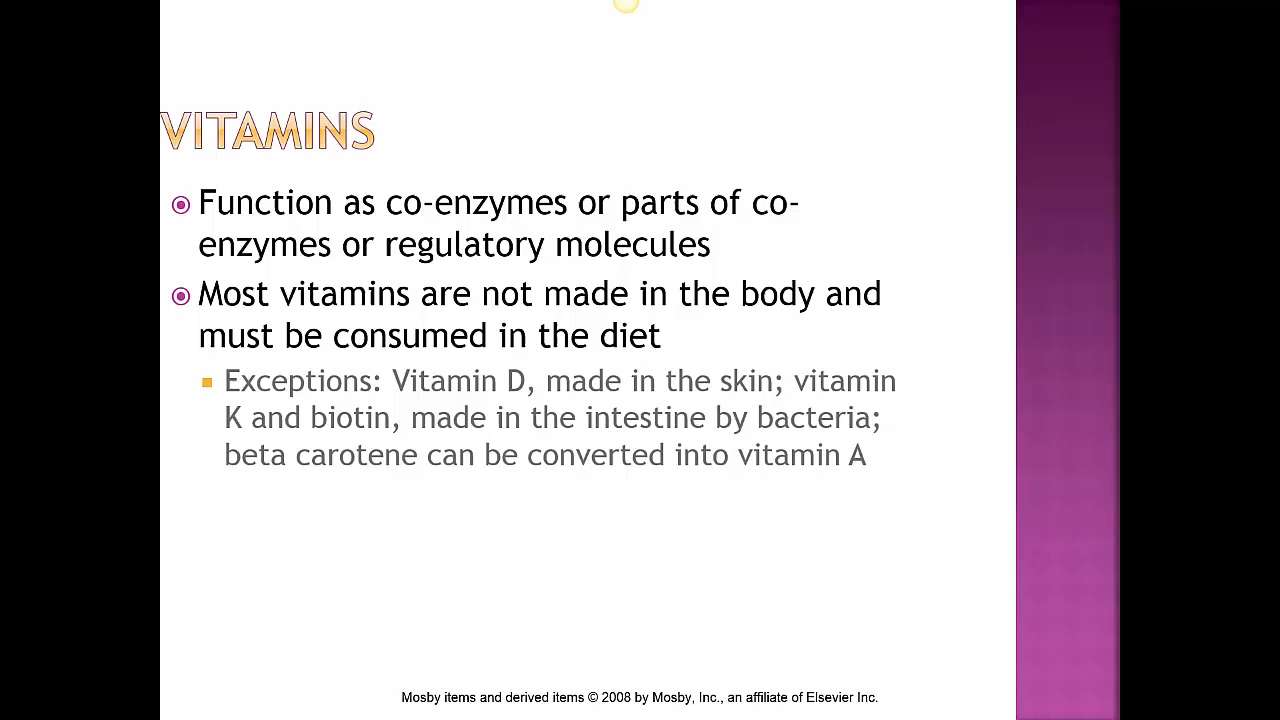 VITAMINS
Function as co-enzymes or parts of co-
enzymes or regulatory molecules
Most vitamins are not made in the body and
must be consumed in the diet
Exceptions: Vitamin D, made in the skin; vitamin
K and biotin, made in the intestine by bacteria;
beta carotene can be converted into vitamin A
Mosby items and derived items © 2008 by Mosby, Inc., an affiliate of Elsevier Inc.